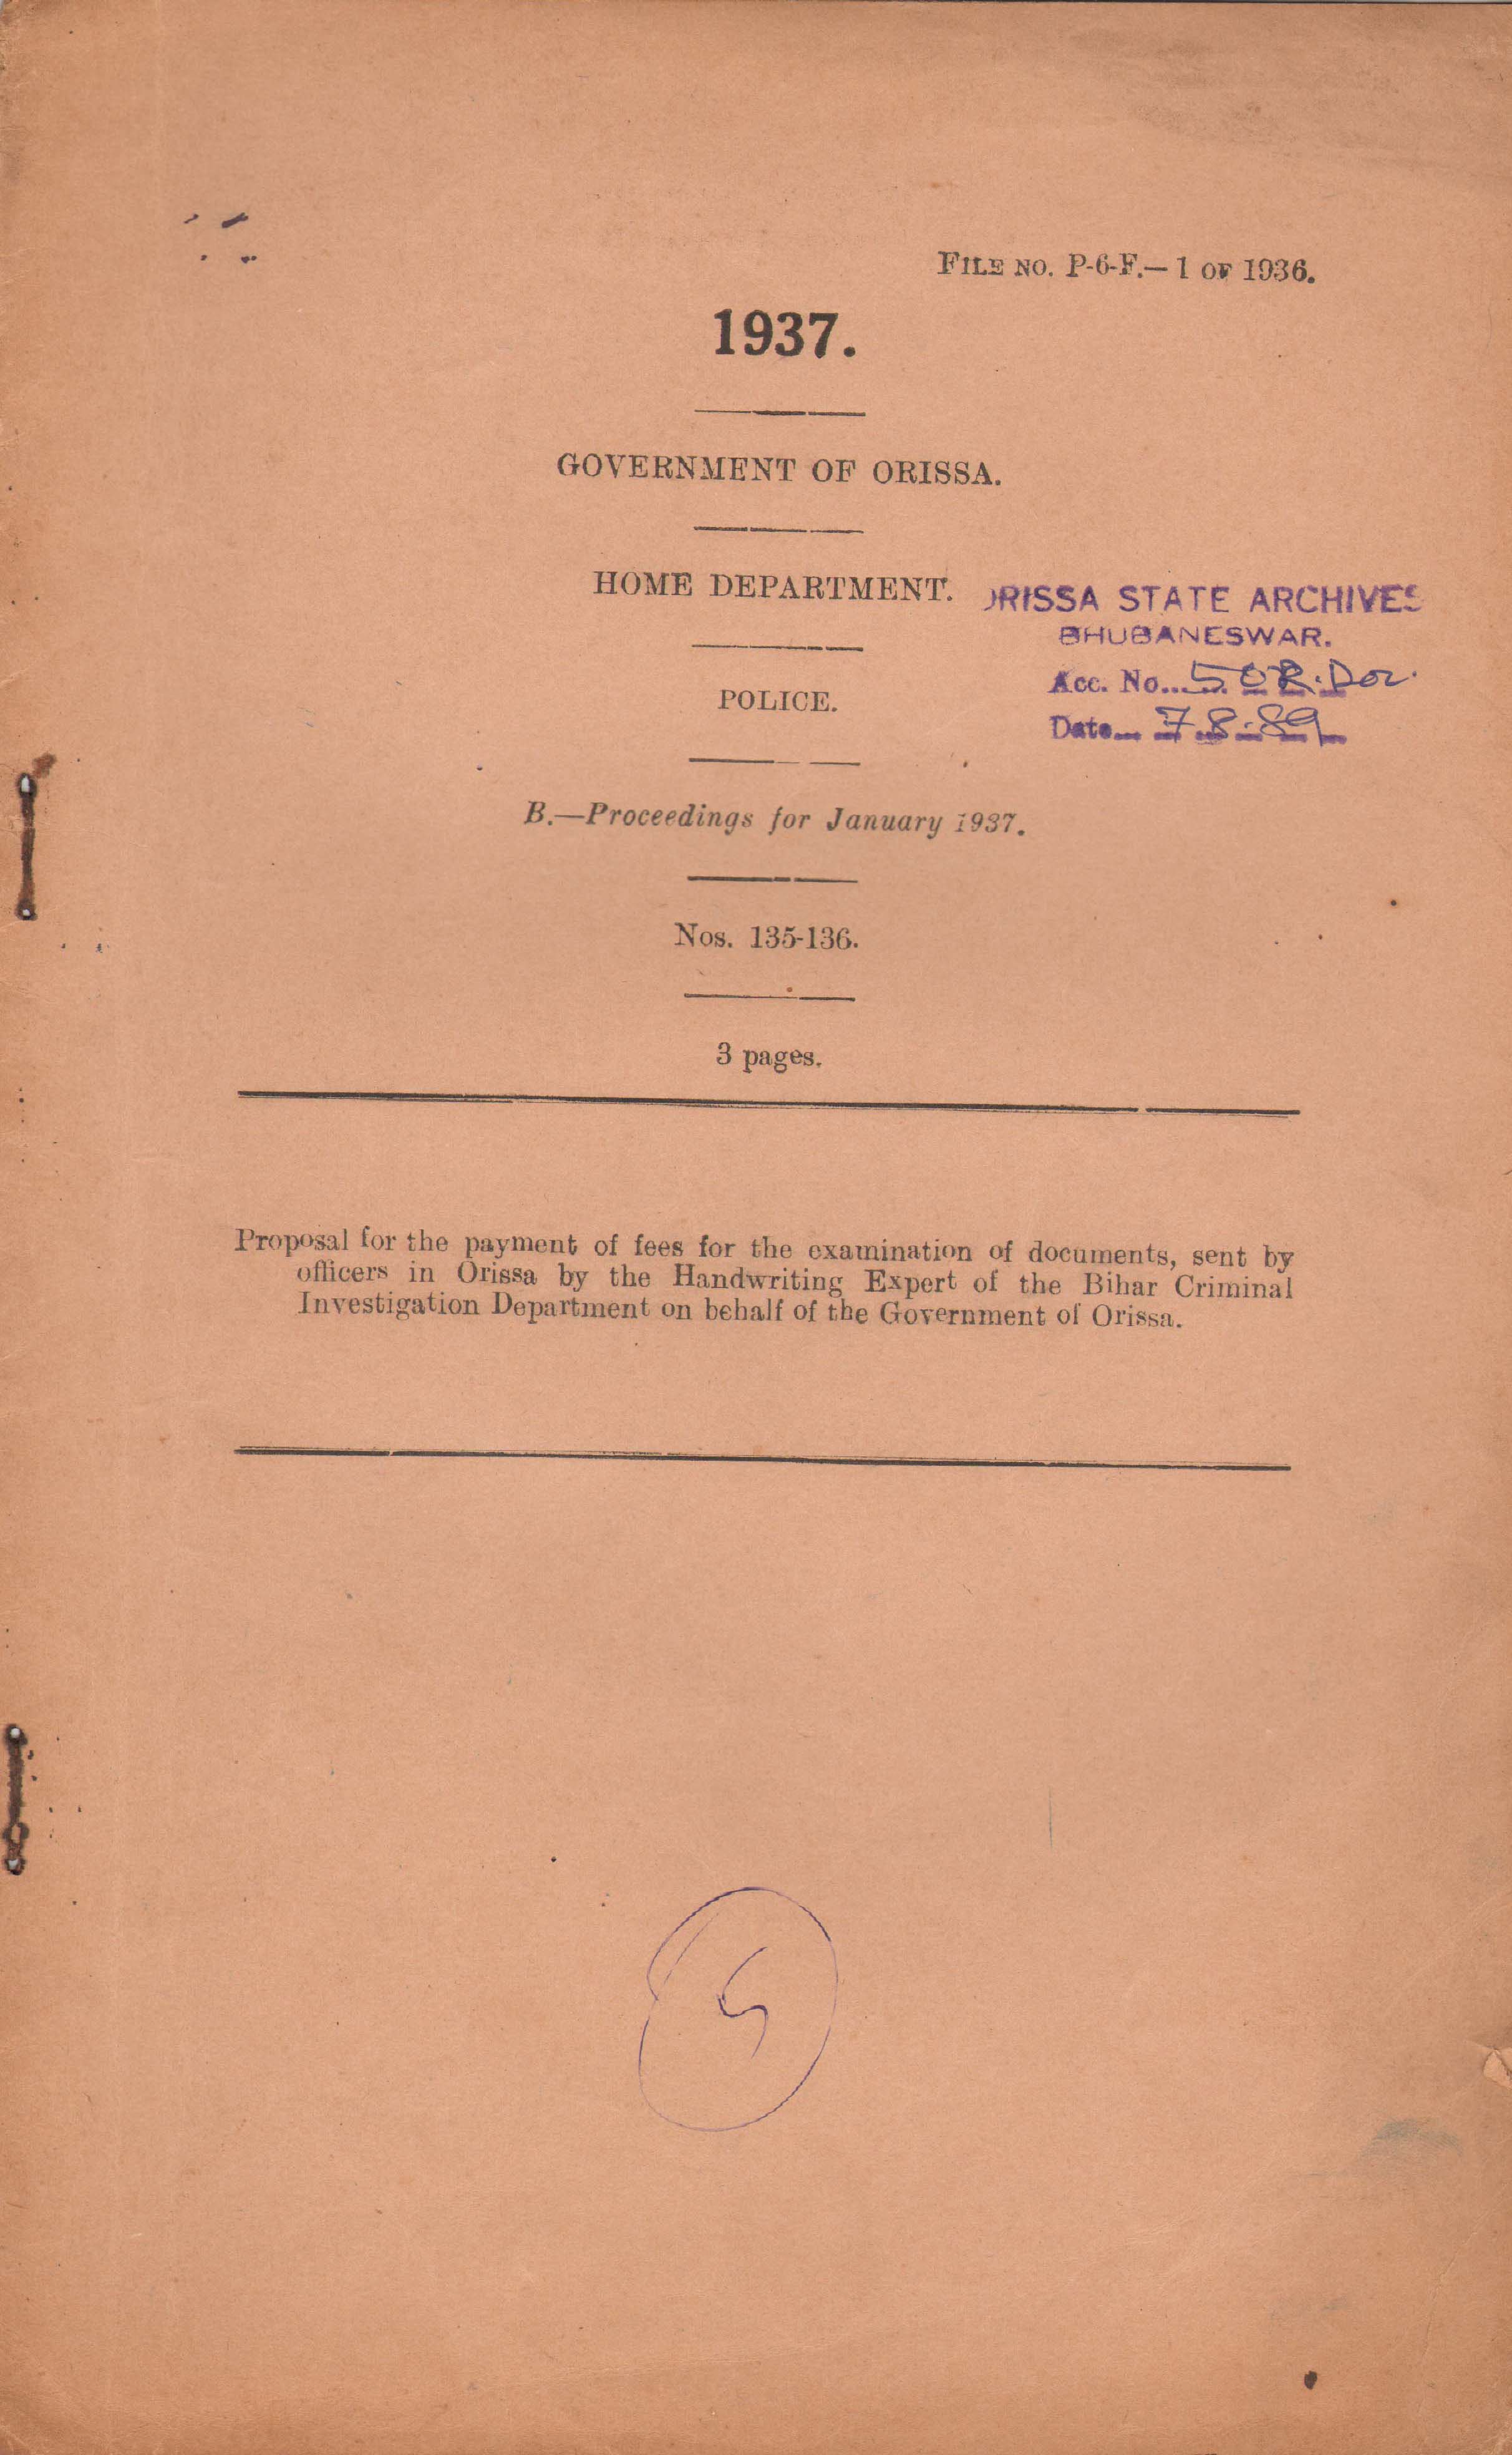 FILE NO. P-6-F.—1 OF 1936.
1937.
GOVERNMENT OF ORISSA.
HOME DEPARTMENT.
ORISSA STATE ARCHIVES
BHUBANESWAR.
Acc. No..... 50 R. Dor.
Date... 7.8.89
POLICE.
B.—Proceedings for January 1937.
Nos. 135-136.
3 pages.
Proposal for the payment of fees for the examination of documents, sent by
officers in Orissa by the Handwriting Expert of the Bihar Criminal
Investigation Department on behalf of the Government of Orissa.
5